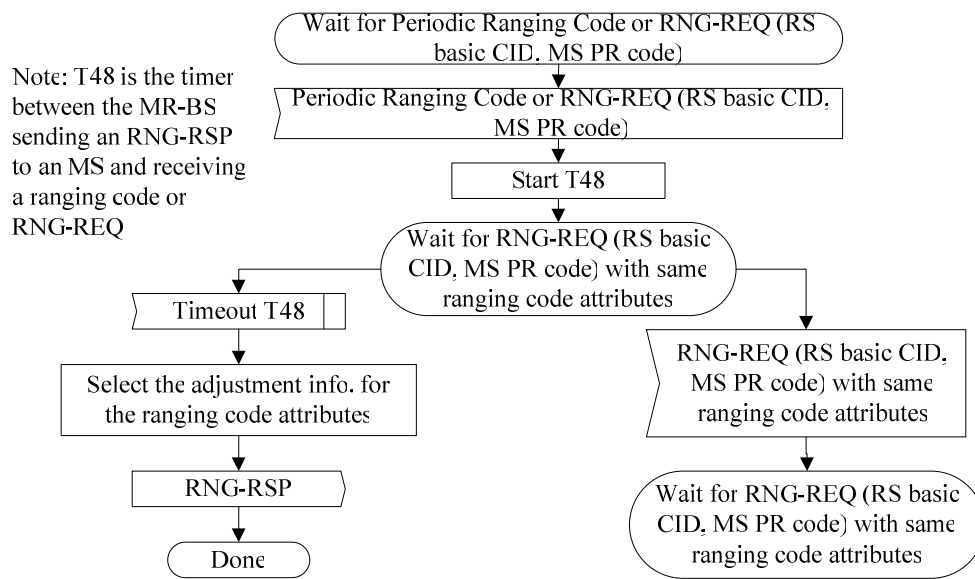 Wait for Periodic Ranging Code or RNG-REQ (RS
basic CID, MS PR code)
Note: T48 is the timer
between the MR-BS
sending an RNG-RSP
to an MS and receiving
a ranging code or
RNG-REQ
Periodic Ranging Code or RNG-REQ (RS basic CID,
MS PR code)
Start T48
Wait for RNG-REQ (RS basic
CID, MS PR code) with same
ranging code attributes
Timeout T48
Select the adjustment info. for
the ranging code attributes
RNG-RSP
Done
RNG-REQ (RS basic CID,
MS PR code) with same
ranging code attributes
Wait for RNG-REQ (RS basic
CID, MS PR code) with same
ranging code attributes